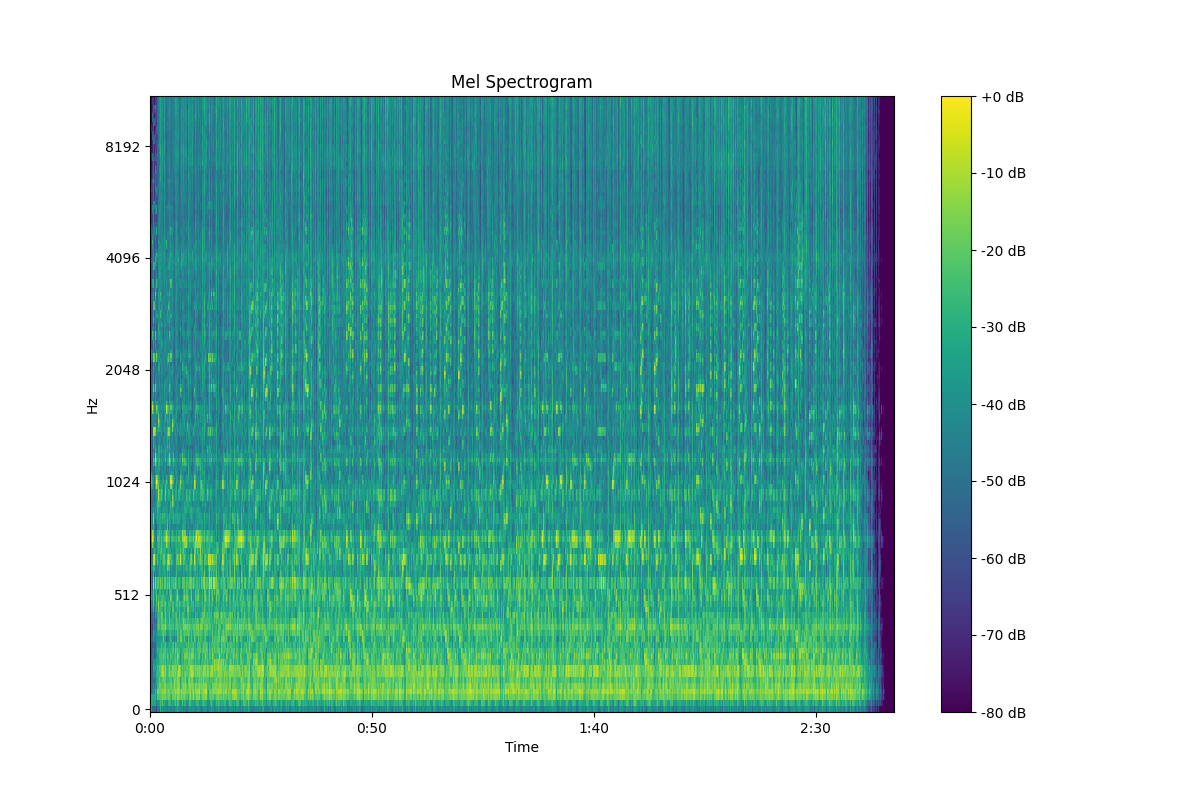 Mel Spectrogram
8192
4096
2048
1024
512
0
Hz
0:00
0:50
1:40
2:30
Time
+0 dB
-10 dB
-20 dB
-30 dB
-40 dB
-50 dB
-60 dB
-70 dB
-80 dB